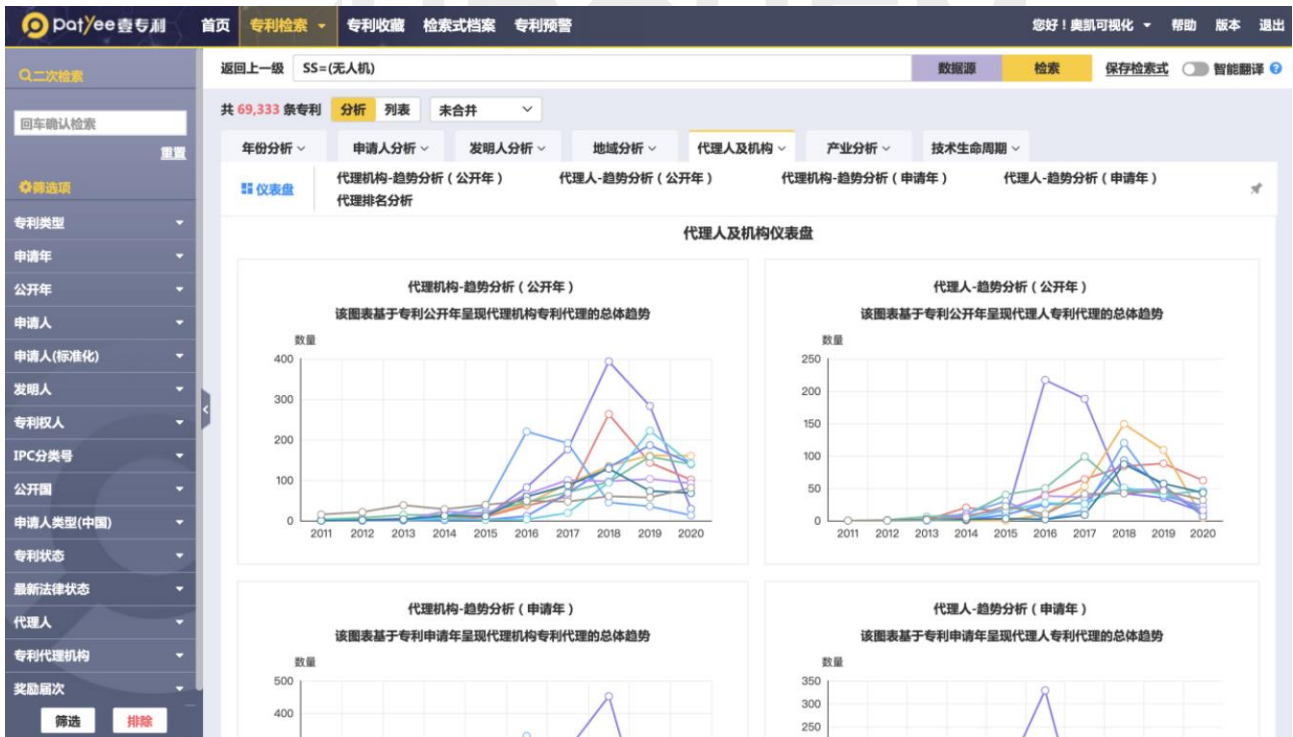 patyee壹专利 首页 专利检索 专利收藏 检索式档案 专利预警 您好！奥凯可视化 帮助 版本 退出
二次检索
回车确认检索
重置
筛选项
专利类型
申请年
公开年
申请人
申请人(标准化)
发明人
专利权人
IPC分类号
公开国
申请人类型(中国)
专利状态
最新法律状态
代理人
专利代理机构
奖励届次
筛选 排除
返回上一级 SS=(无人机) 数据源 检索 保存检索式 智能翻译 ?
共 69,333 条专利 分析 列表 未合并
年份分析 申请人分析 发明人分析 地域分析 代理人及机构 产业分析 技术生命周期
仪表盘 代理机构-趋势分析（公开年） 代理人-趋势分析（公开年） 代理机构-趋势分析（申请年） 代理人-趋势分析（申请年）
代理排名分析
代理人及机构仪表盘
代理机构-趋势分析（公开年）
该图表基于专利公开年呈现代理机构专利代理的总体趋势
数量
400
300
200
100
0
2011 2012 2013 2014 2015 2016 2017 2018 2019 2020
代理人-趋势分析（公开年）
该图表基于专利公开年呈现代理人专利代理的总体趋势
数量
250
200
150
100
50
0
2011 2012 2013 2014 2015 2016 2017 2018 2019 2020
代理机构-趋势分析（申请年）
该图表基于专利申请年呈现代理机构专利代理的总体趋势
数量
500
400
代理人-趋势分析（申请年）
该图表基于专利申请年呈现代理人专利代理的总体趋势
数量
350
300
250